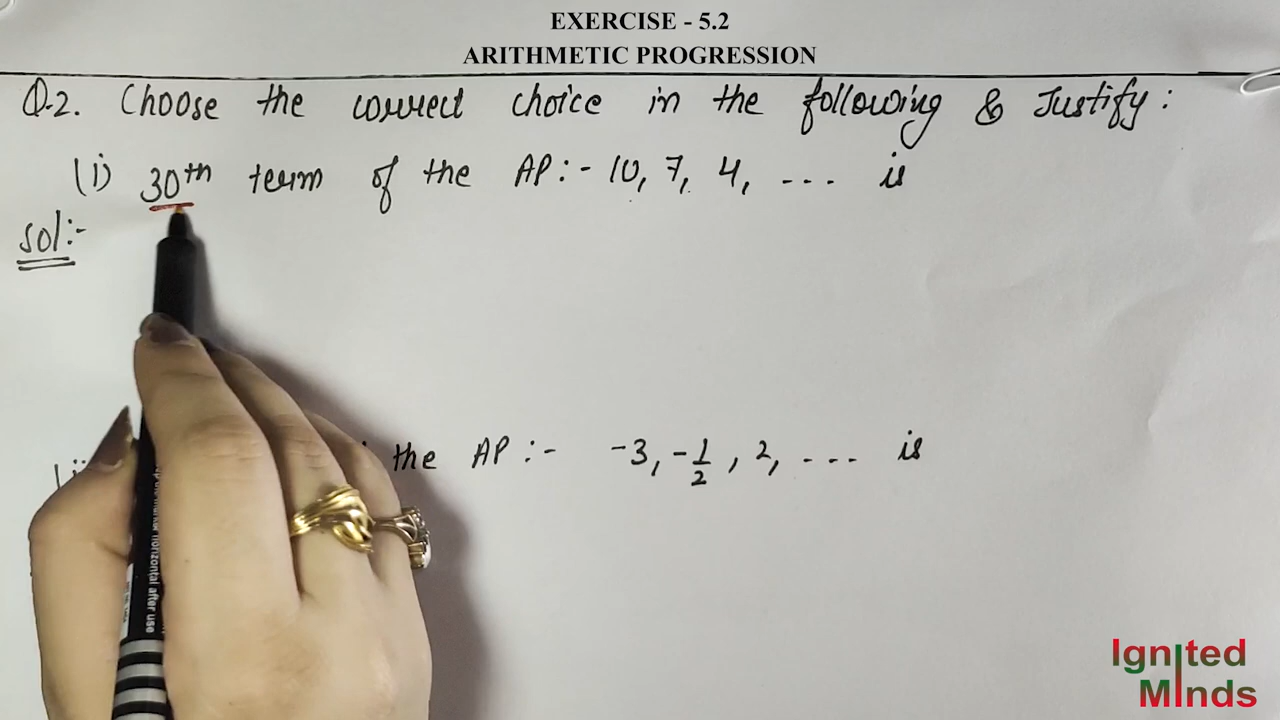 EXERCISE - 5.2
ARITHMETIC PROGRESSION
Q.2. Choose the correct choice in the following & Justify :
(i) 30th term of the AP :- 10, 7, 4, ... is
Sol:-
the AP :- -3, -1/2, 2, ... is
Ignited
Minds